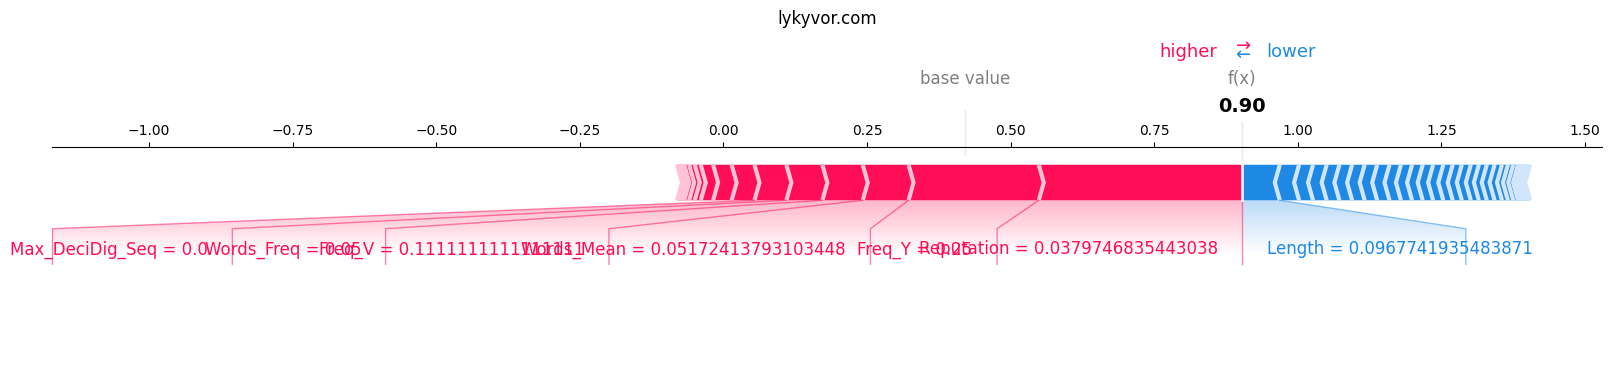 lykyvor.com
higher ⇄ lower
base value f(x)
0.90
−1.00 −0.75 −0.50 −0.25 0.00 0.25 0.50 0.75 1.00 1.25 1.50
Max_DeciDig_Seq = 0.0 Words_Freq = 0.05 Freq_V = 0.1111111111111111 Words_Mean = 0.05172413793103448 Freq_Y = 0.25 Reputation = 0.0379746835443038 Length = 0.0967741935483871